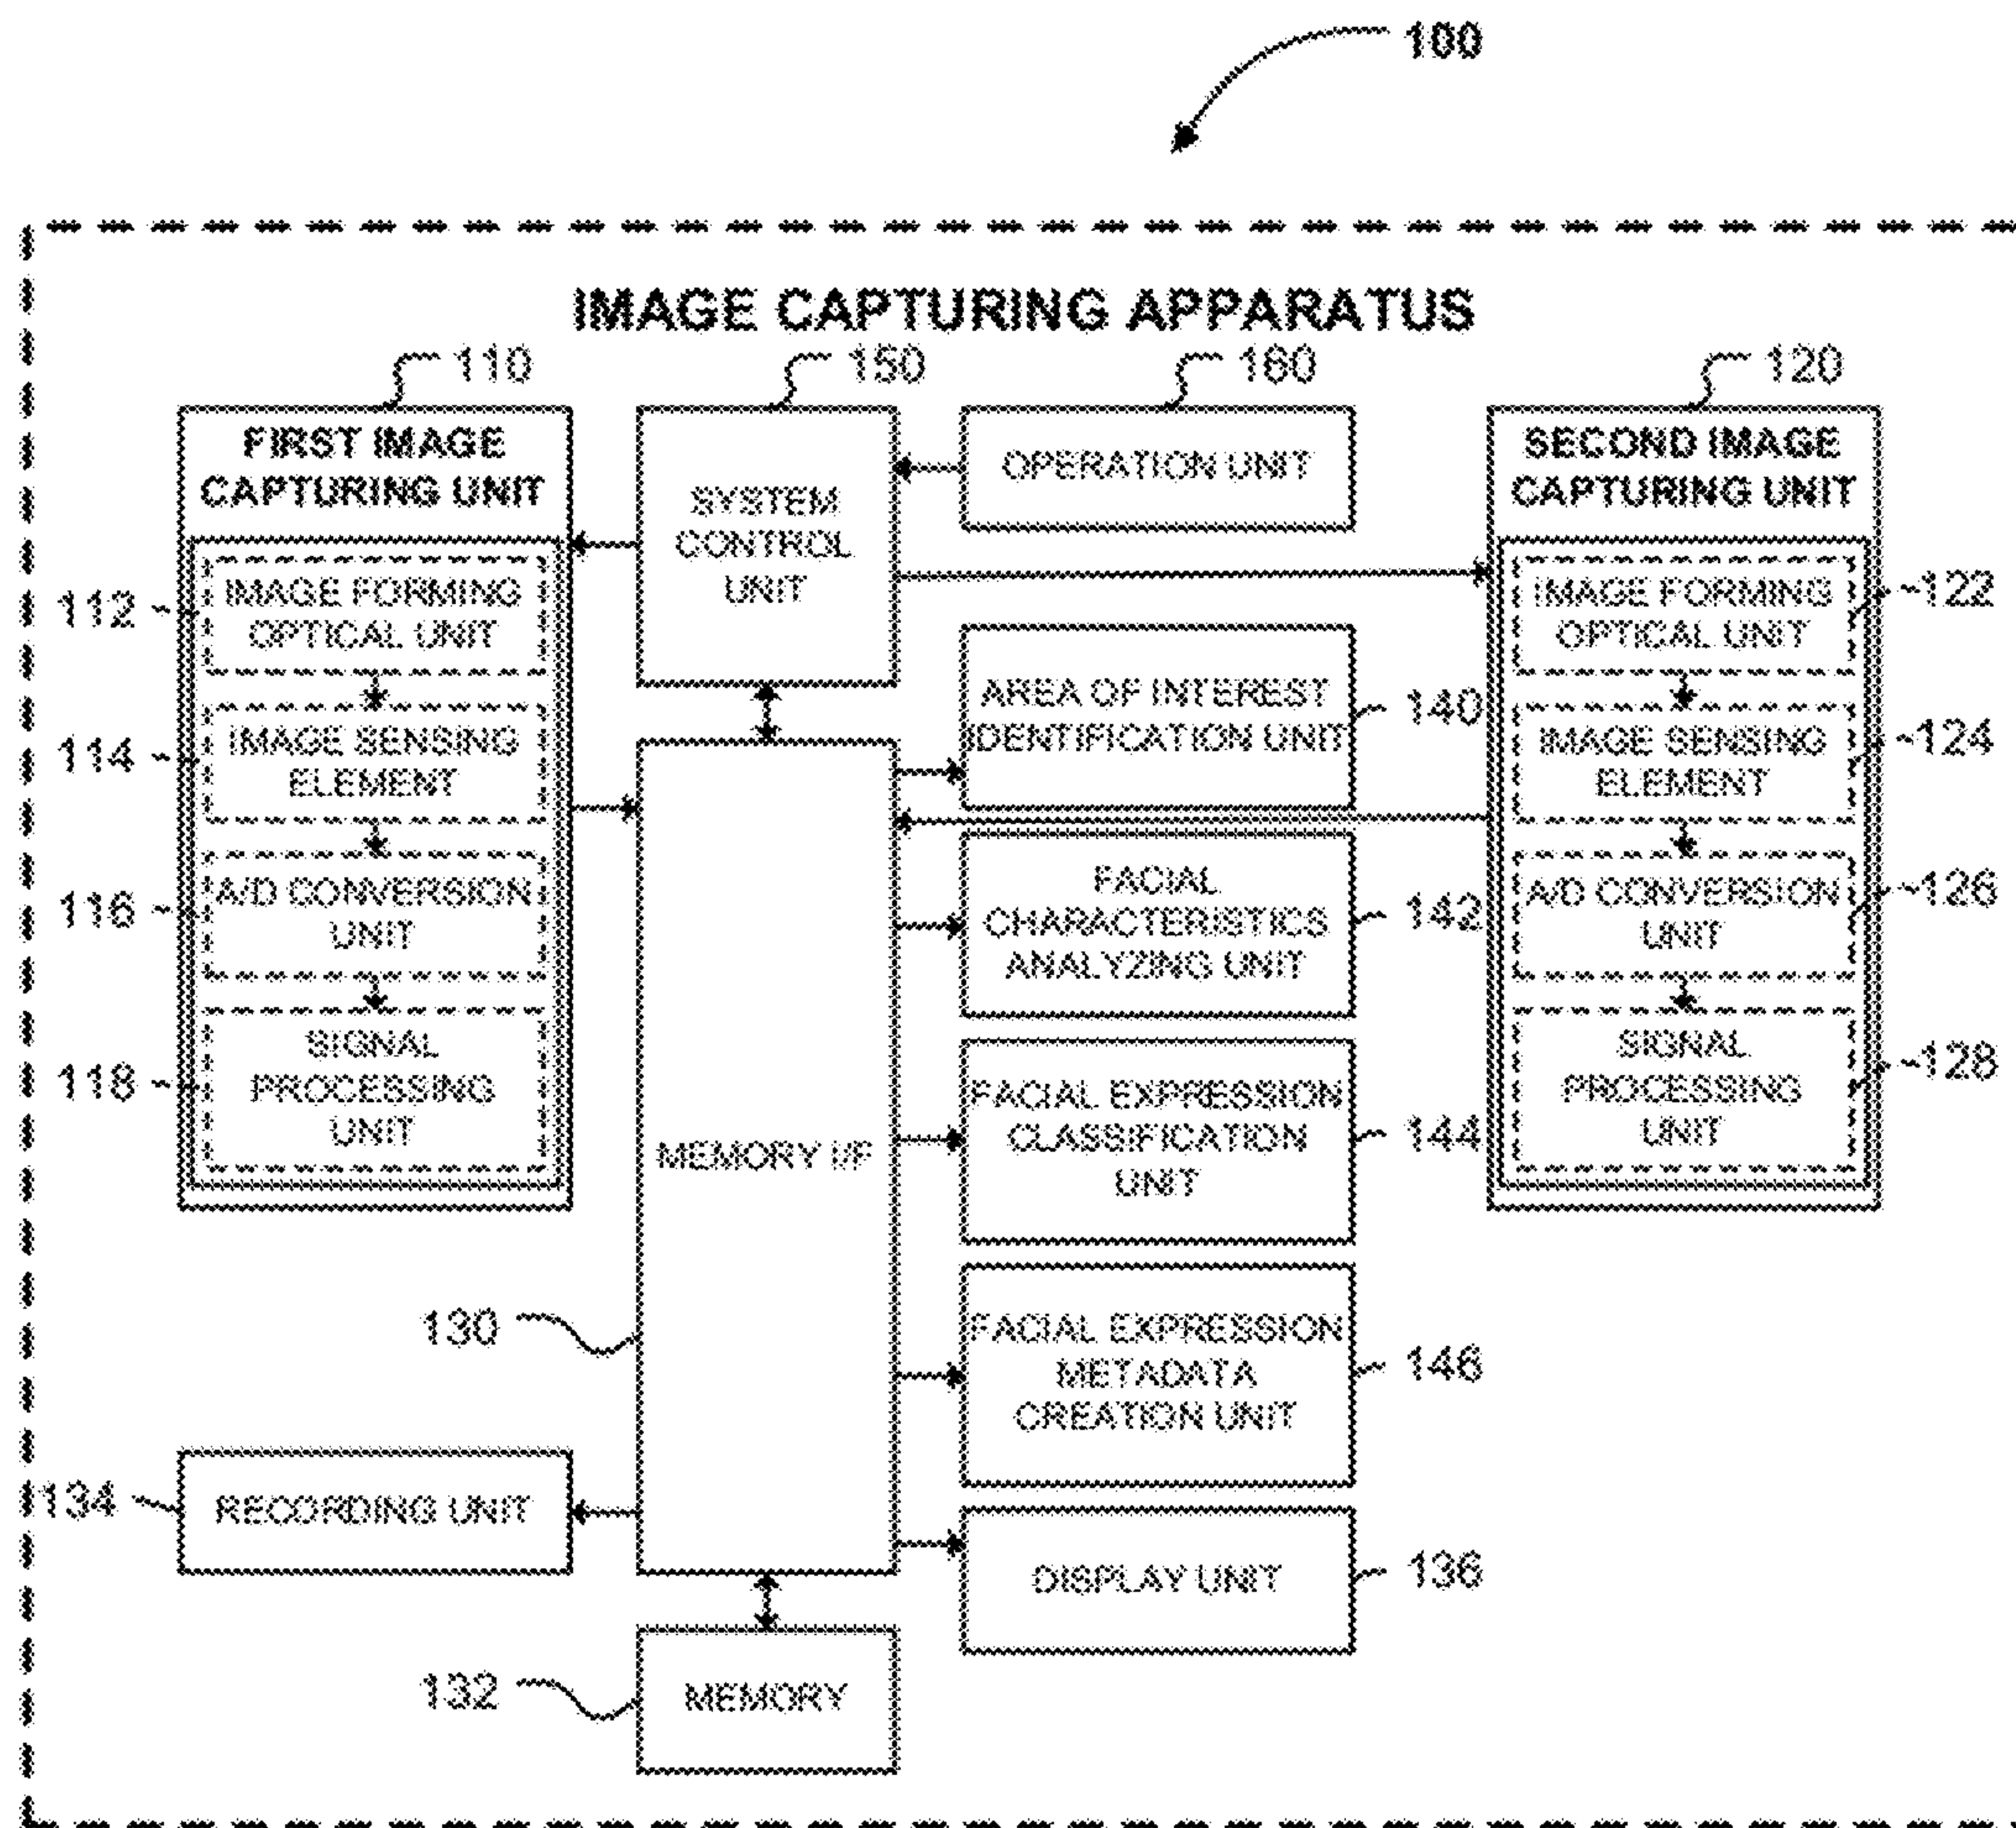 100
IMAGE CAPTURING APPARATUS
110
150
160
120
FIRST IMAGE
CAPTURING UNIT
SYSTEM
CONTROL
UNIT
OPERATION UNIT
SECOND IMAGE
CAPTURING UNIT
112
IMAGE FORMING
OPTICAL UNIT
114
IMAGE SENSING
ELEMENT
116
A/D CONVERSION
UNIT
118
SIGNAL
PROCESSING
UNIT
AREA OF INTEREST
IDENTIFICATION UNIT
140
FACIAL
CHARACTERISTICS
ANALYZING UNIT
142
FACIAL EXPRESSION
CLASSIFICATION
UNIT
144
FACIAL EXPRESSION
METADATA
CREATION UNIT
146
DISPLAY UNIT
136
IMAGE FORMING
OPTICAL UNIT
122
IMAGE SENSING
ELEMENT
124
A/D CONVERSION
UNIT
126
SIGNAL
PROCESSING
UNIT
128
MEMORY I/F
130
134
RECORDING UNIT
132
MEMORY